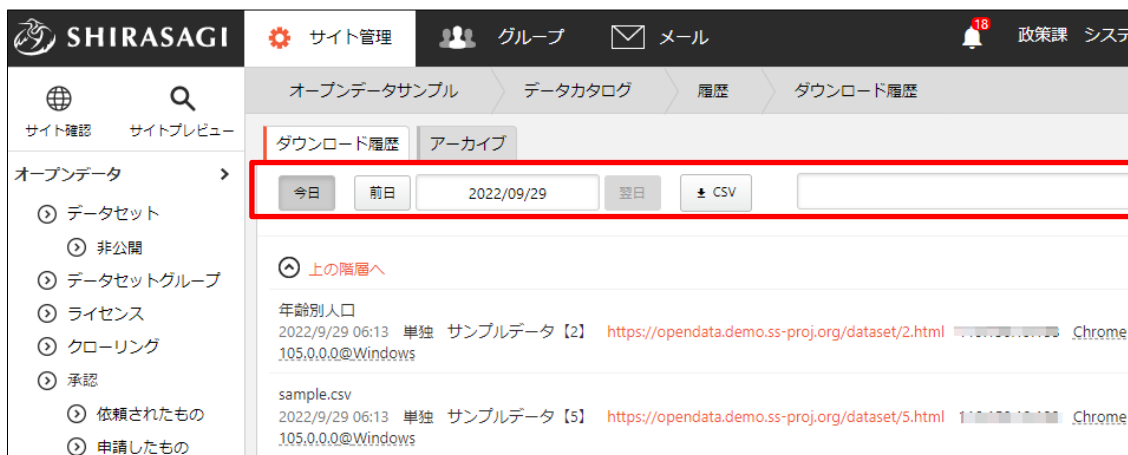 SHIRASAGI サイト管理 グループ メール 18 政策課 システ
オープンデータサンプル データカタログ 履歴 ダウンロード履歴
サイト確認 サイトプレビュー
ダウンロード履歴 アーカイブ
オープンデータ
今日 前日 2022/09/29 翌日 CSV
データセット
非公開
データセットグループ
ライセンス
クローリング
承認
依頼されたもの
申請したもの
上の階層へ
年齢別人口
2022/9/29 06:13 単独 サンプルデータ【2】 https://opendata.demo.ss-proj.org/dataset/2.html Chrome
105.0.0.0@Windows
sample.csv
2022/9/29 06:13 単独 サンプルデータ【5】 https://opendata.demo.ss-proj.org/dataset/5.html Chrome
105.0.0.0@Windows